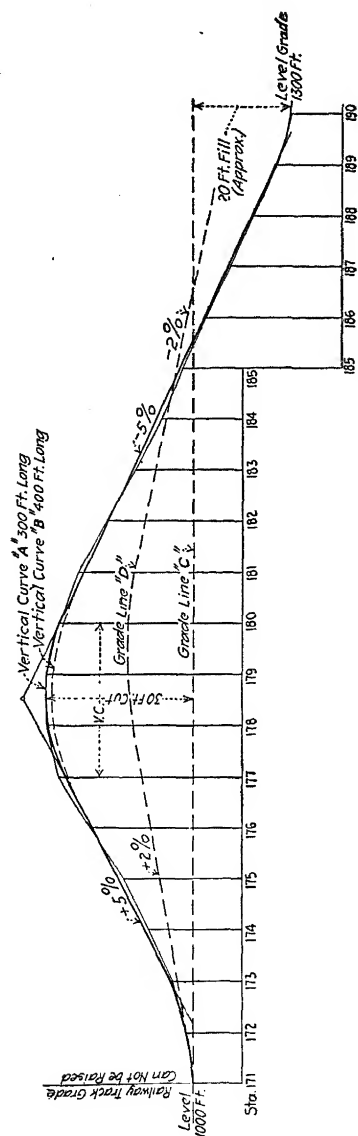 Vertical Curve "A" 300 Ft. Long
Vertical Curve "B" 400 Ft. Long
Railway Track Grade
Can Not be Raised
Level
1000 Ft.
+5%
+2%
V.C.
30 Ft. Cut
Grade Line "D"
Grade Line "C"
-5%
-2%
20 Ft. Fill
(Approx.)
Level Grade
1300 Ft.
Sta. 171 172 173 174 175 176 177 178 179 180 181 182 183 184 185
185 186 187 188 189 190